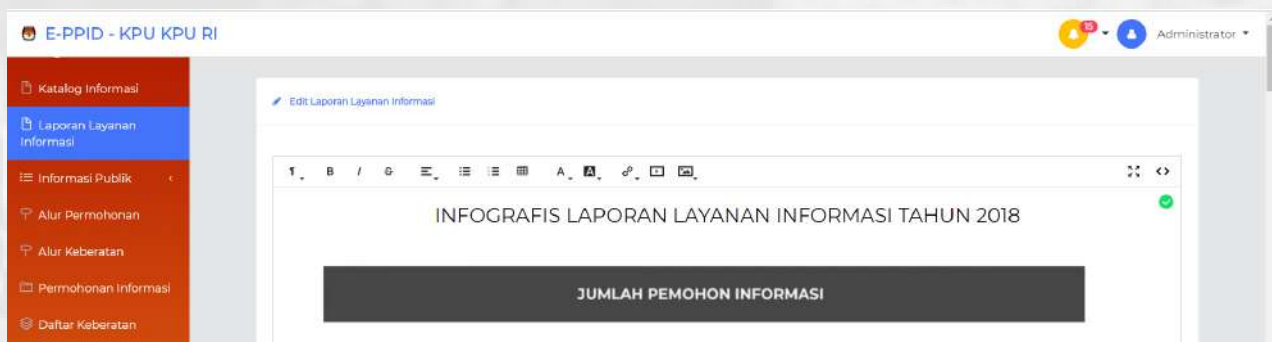 E-PPID - KPU KPU RI
15
Administrator
Katalog Informasi
Laporan Layanan
Informasi
Informasi Publik
Alur Permohonan
Alur Keberatan
Permohonan Informasi
Daftar Keberatan
Edit Laporan Layanan Informasi
INFOGRAFIS LAPORAN LAYANAN INFORMASI TAHUN 2018
JUMLAH PEMOHON INFORMASI